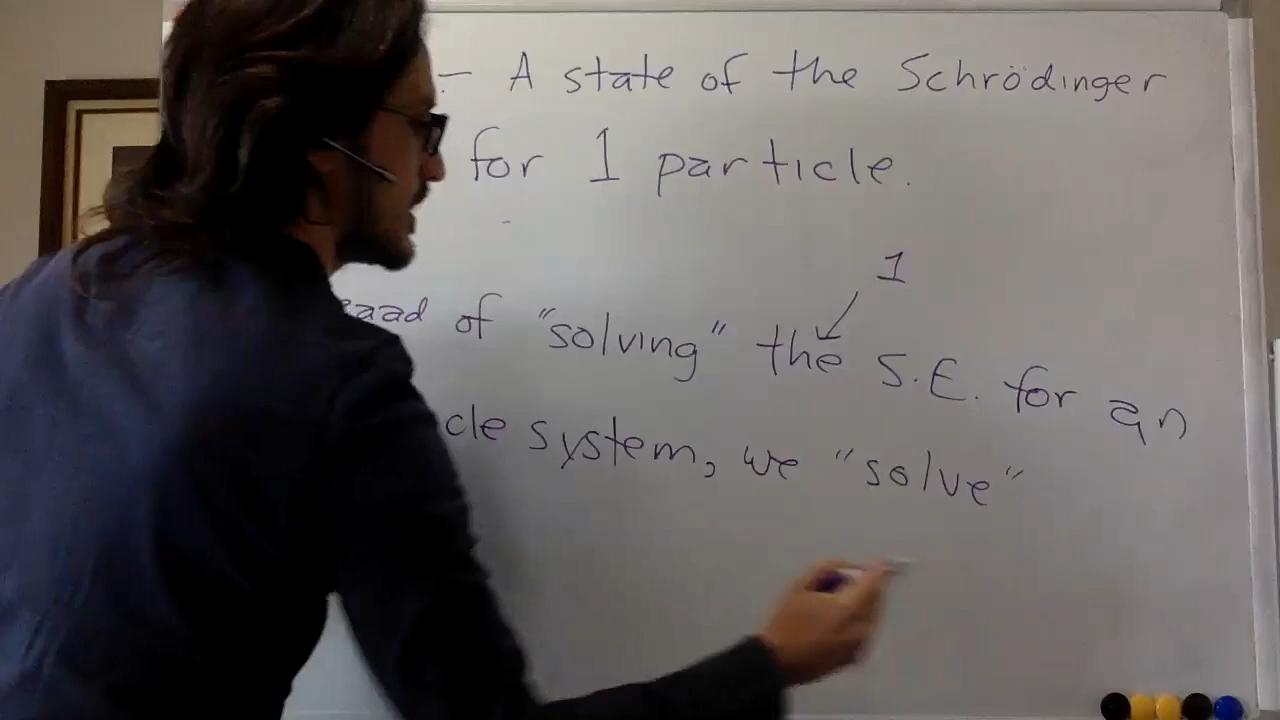 - A state of the Schrödinger
for 1 particle.
1
of "solving" the S.E. for an
cle system, we "solve"